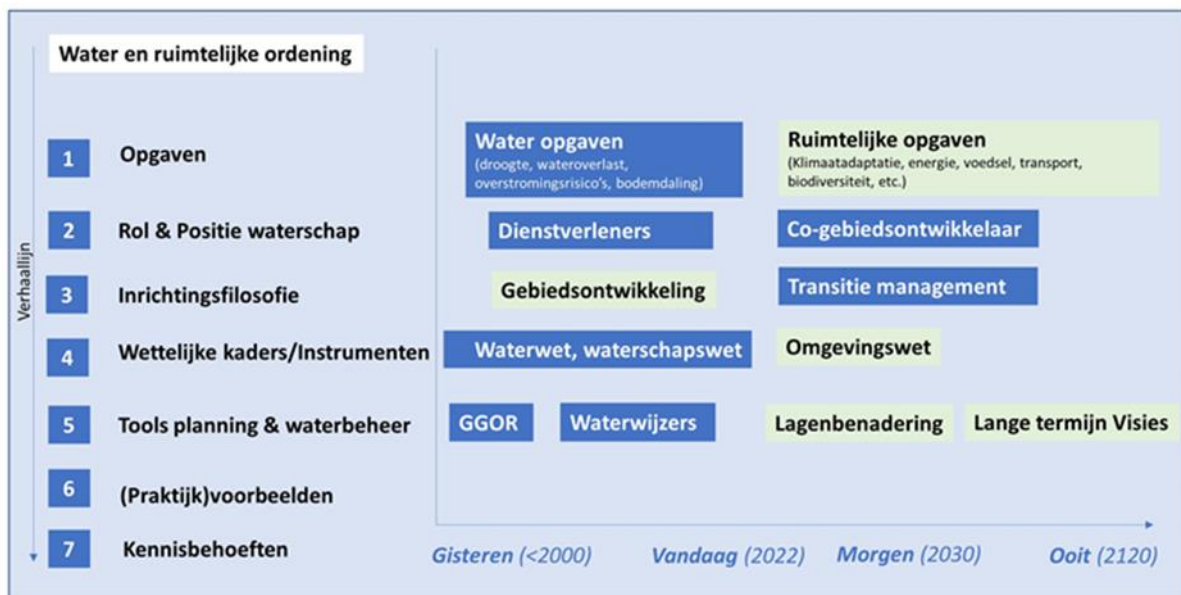 Water en ruimtelijke ordening
Verhaallijn
1 Opgaven
Water opgaven
(droogte, wateroverlast,
overstromingsrisico's, bodemdaling)
Ruimtelijke opgaven
(Klimaatadaptatie, energie, voedsel, transport,
biodiversiteit, etc.)
2 Rol & Positie waterschap
Dienstverleners
Co-gebiedsontwikkelaar
3 Inrichtingsfilosofie
Gebiedsontwikkeling
Transitie management
4 Wettelijke kaders/Instrumenten
Waterwet, waterschapswet
Omgevingswet
5 Tools planning & waterbeheer
GGOR
Waterwijzers
Lagenbenadering
Lange termijn Visies
6 (Praktijk)voorbeelden
7 Kennisbehoeften
Gisteren (<2000)
Vandaag (2022)
Morgen (2030)
Ooit (2120)